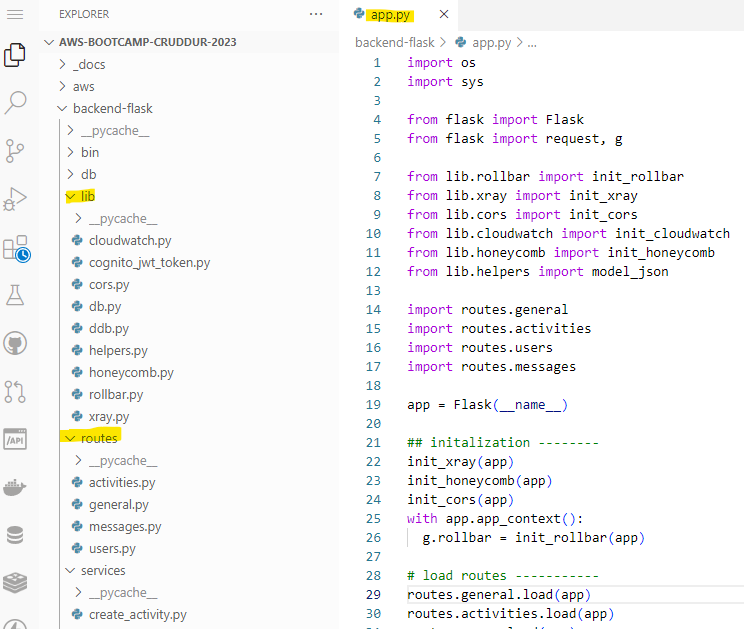 EXPLORER
AWS-BOOTCAMP-CRUDDUR-2023
_docs
aws
backend-flask
__pycache__
bin
db
lib
__pycache__
cloudwatch.py
cognito_jwt_token.py
cors.py
db.py
ddb.py
helpers.py
honeycomb.py
rollbar.py
xray.py
routes
__pycache__
activities.py
general.py
messages.py
users.py
services
__pycache__
create_activity.py
/API
app.py
backend-flask > app.py > ...
1 import os
2 import sys
3
4 from flask import Flask
5 from flask import request, g
6
7 from lib.rollbar import init_rollbar
8 from lib.xray import init_xray
9 from lib.cors import init_cors
10 from lib.cloudwatch import init_cloudwatch
11 from lib.honeycomb import init_honeycomb
12 from lib.helpers import model_json
13
14 import routes.general
15 import routes.activities
16 import routes.users
17 import routes.messages
18
19 app = Flask(__name__)
20
21 ## initalization --------
22 init_xray(app)
23 init_honeycomb(app)
24 init_cors(app)
25 with app.app_context():
26 g.rollbar = init_rollbar(app)
27
28 # load routes -----------
29 routes.general.load(app)
30 routes.activities.load(app)